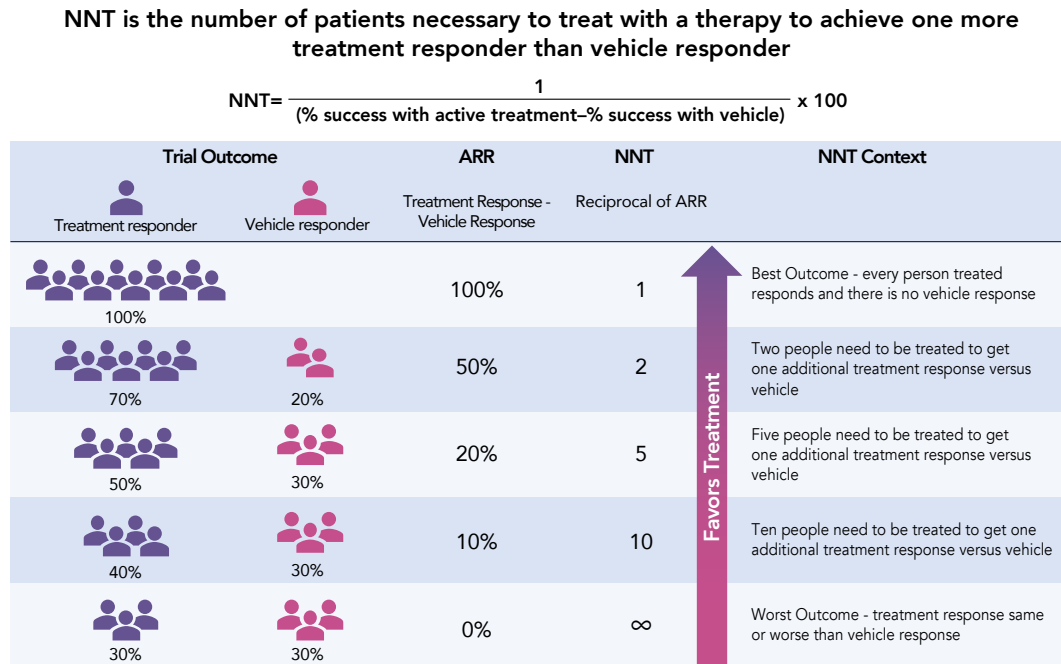 NNT is the number of patients necessary to treat with a therapy to achieve one more
treatment responder than vehicle responder
NNT= 1 x 100
(% success with active treatment–% success with vehicle)
Trial Outcome ARR NNT NNT Context
Treatment responder Vehicle responder
Treatment Response -
Vehicle Response
Reciprocal of ARR
Favors Treatment
100% 100% 1
Best Outcome - every person treated
responds and there is no vehicle response
70% 20% 50% 2
Two people need to be treated to get
one additional treatment response versus
vehicle
50% 30% 20% 5
Five people need to be treated to get
one additional treatment response versus
vehicle
40% 30% 10% 10
Ten people need to be treated to get one
additional treatment response versus vehicle
30% 30% 0% ∞
Worst Outcome - treatment response same
or worse than vehicle response